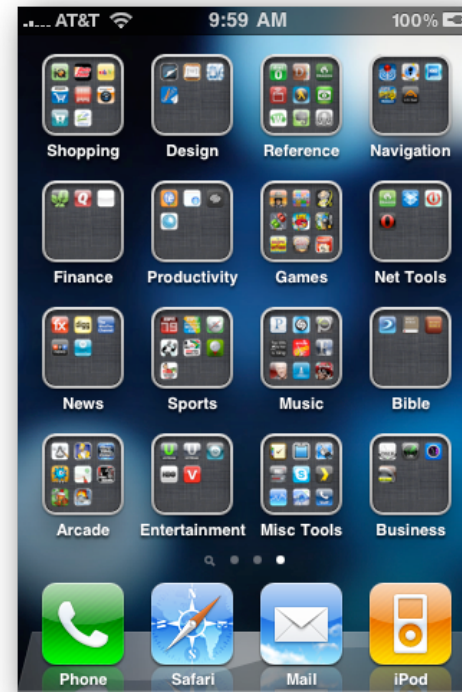 AT&T 9:59 AM 100%
Shopping Design Reference Navigation
Finance Productivity Games Net Tools
News Sports Music Bible
Arcade Entertainment Misc Tools Business
Phone Safari Mail iPod